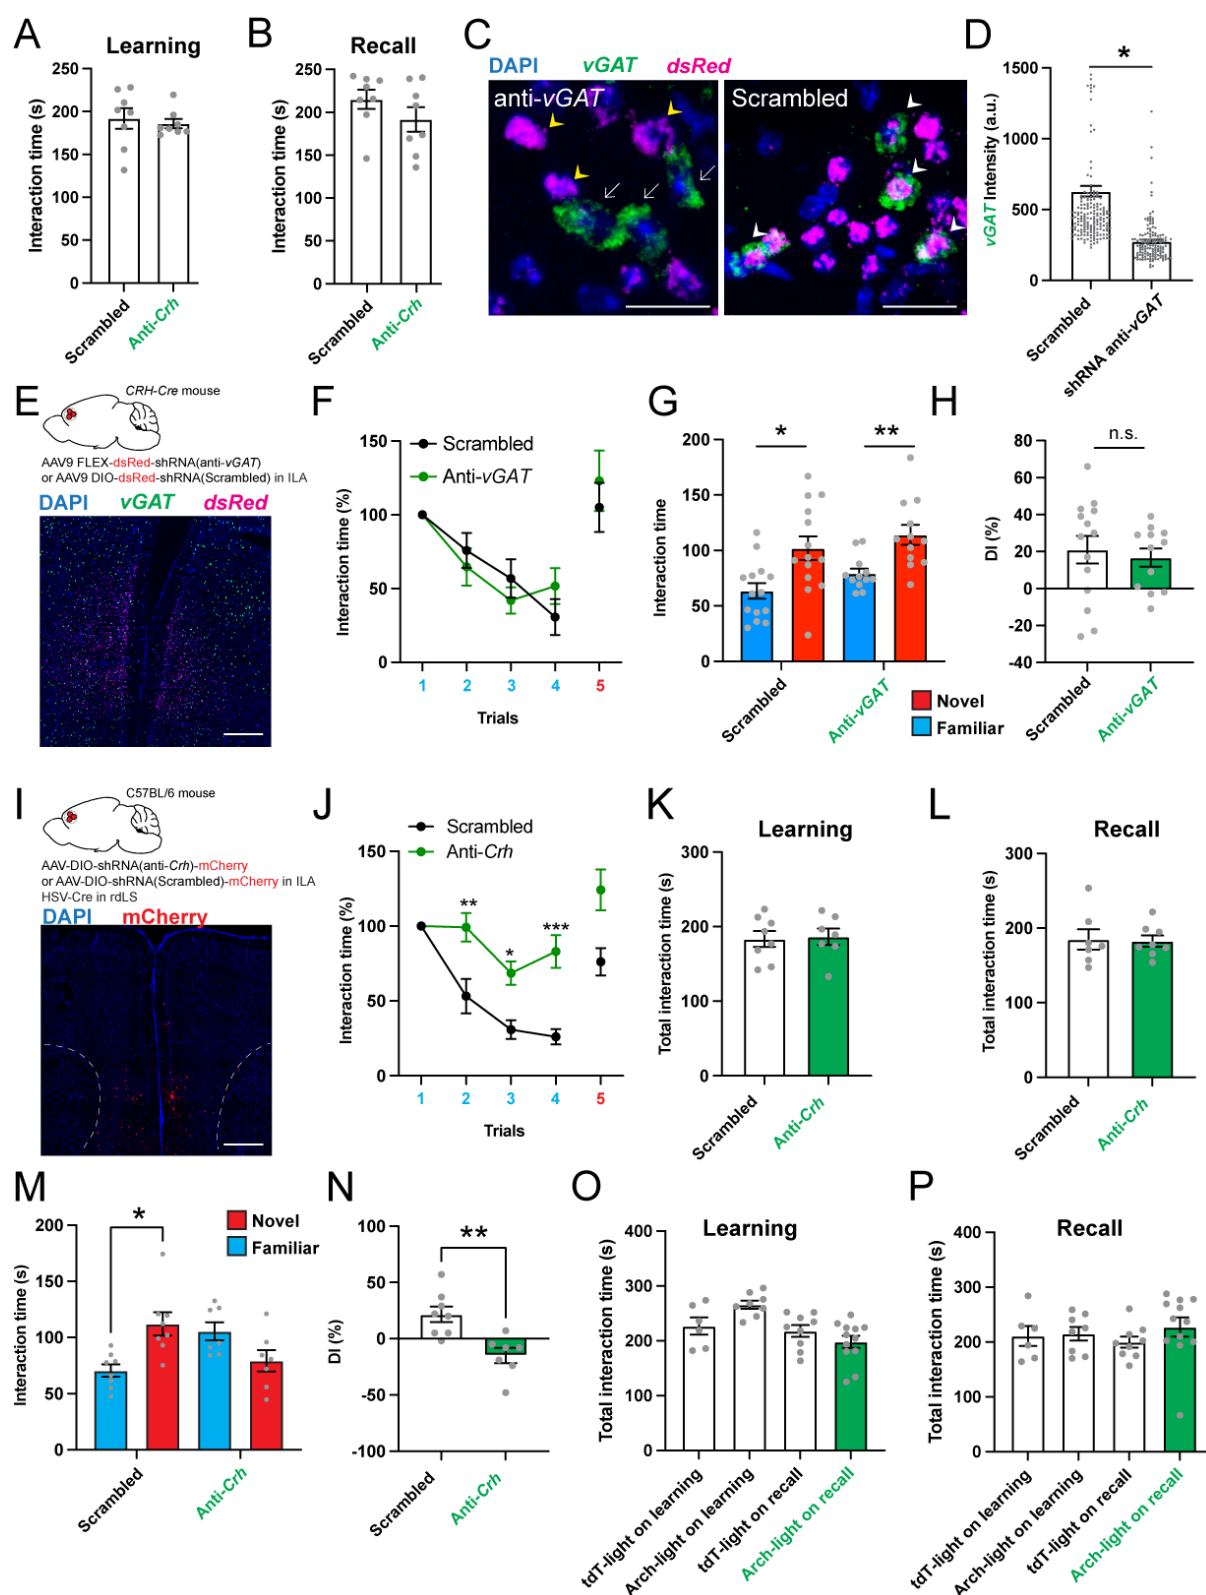 A
Learning
Interaction time (s)
250
200
150
100
50
0
Scrambled
Anti-Crh
B
Recall
Interaction time (s)
250
200
150
100
50
0
Scrambled
Anti-Crh
C
DAPI vGAT dsRed
anti-vGAT
Scrambled
D
*
vGAT Intensity (a.u.)
1500
1000
500
0
Scrambled
shRNA anti-vGAT
E
CRH-Cre mouse
AAV9 FLEX-dsRed-shRNA(anti-vGAT)
or AAV9 DIO-dsRed-shRNA(Scrambled) in ILA
DAPI vGAT dsRed
F
Scrambled
Anti-vGAT
Interaction time (%)
150
100
50
0
1 2 3 4 5
Trials
G
* **
Interaction time
200
150
100
50
0
Scrambled
Anti-vGAT
Novel
Familiar
H
n.s.
DI (%)
80
60
40
20
0
-20
-40
Scrambled
Anti-vGAT
I
C57BL/6 mouse
AAV-DIO-shRNA(anti-Crh)-mCherry
or AAV-DIO-shRNA(Scrambled)-mCherry in ILA
HSV-Cre in rdLS
DAPI mCherry
J
Scrambled
Anti-Crh
Interaction time (%)
150
100
50
0
** * ***
1 2 3 4 5
Trials
K
Learning
Total interaction time (s)
300
200
100
0
Scrambled
Anti-Crh
L
Recall
Total interaction time (s)
300
200
100
0
Scrambled
Anti-Crh
M
*
Novel
Familiar
Interaction time (s)
200
150
100
50
0
Scrambled
Anti-Crh
N
**
DI (%)
100
50
0
-50
-100
Scrambled
Anti-Crh
O
Learning
Total interaction time (s)
400
300
200
100
0
tdT-light on learning
Arch-light on learning
tdT-light on recall
Arch-light on recall
P
Recall
Total interaction time (s)
400
300
200
100
0
tdT-light on learning
Arch-light on learning
tdT-light on recall
Arch-light on recall